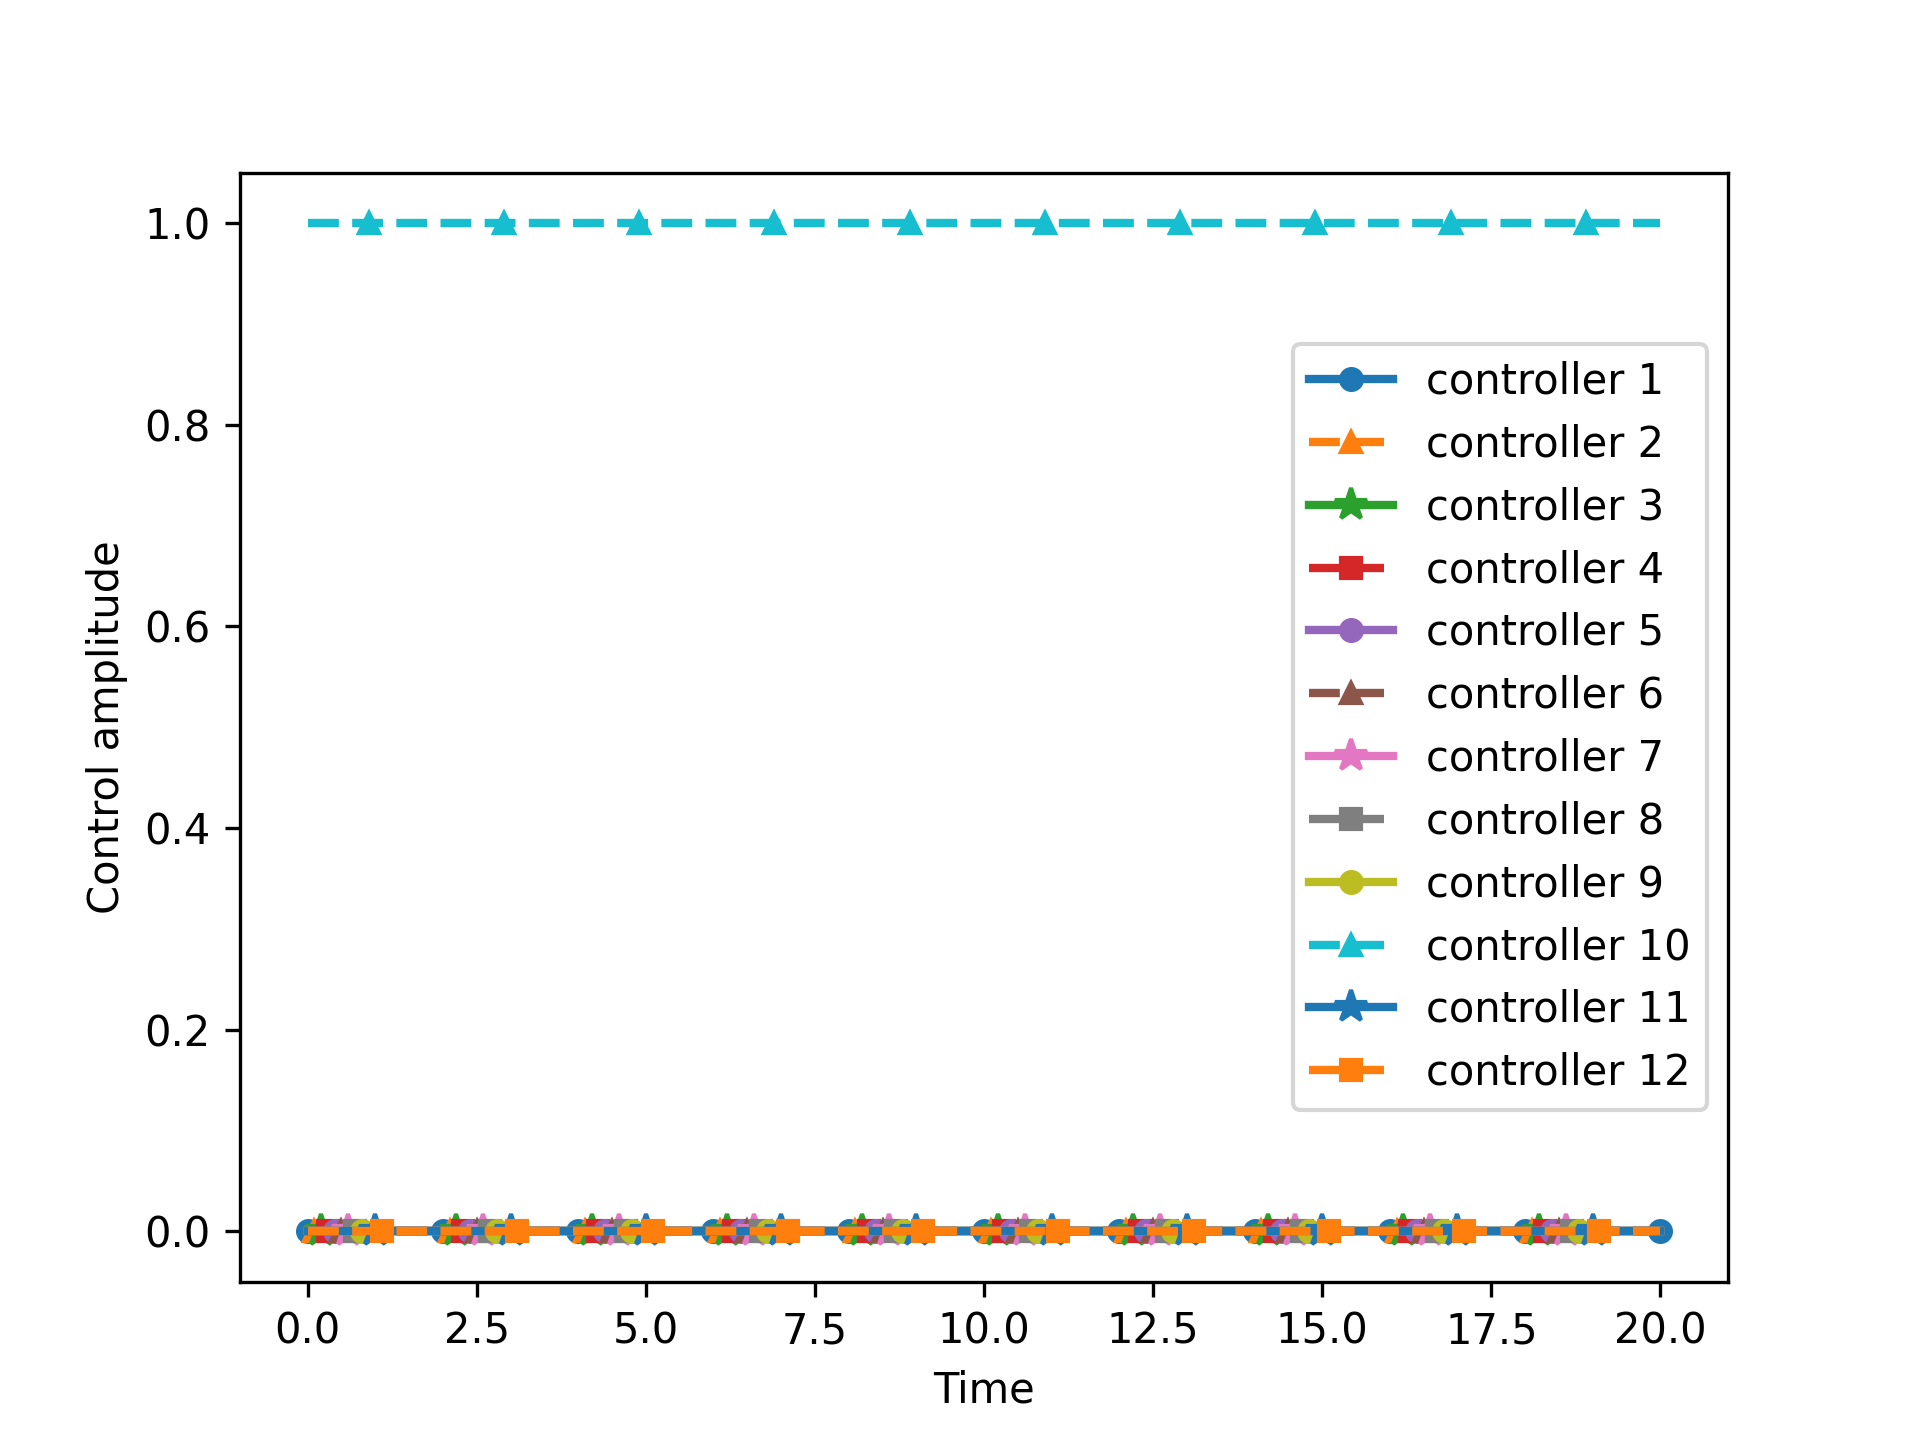 1.0
0.8
0.6
0.4
0.2
0.0
Control amplitude
controller 1
controller 2
controller 3
controller 4
controller 5
controller 6
controller 7
controller 8
controller 9
controller 10
controller 11
controller 12
0.0 2.5 5.0 7.5 10.0 12.5 15.0 17.5 20.0
Time